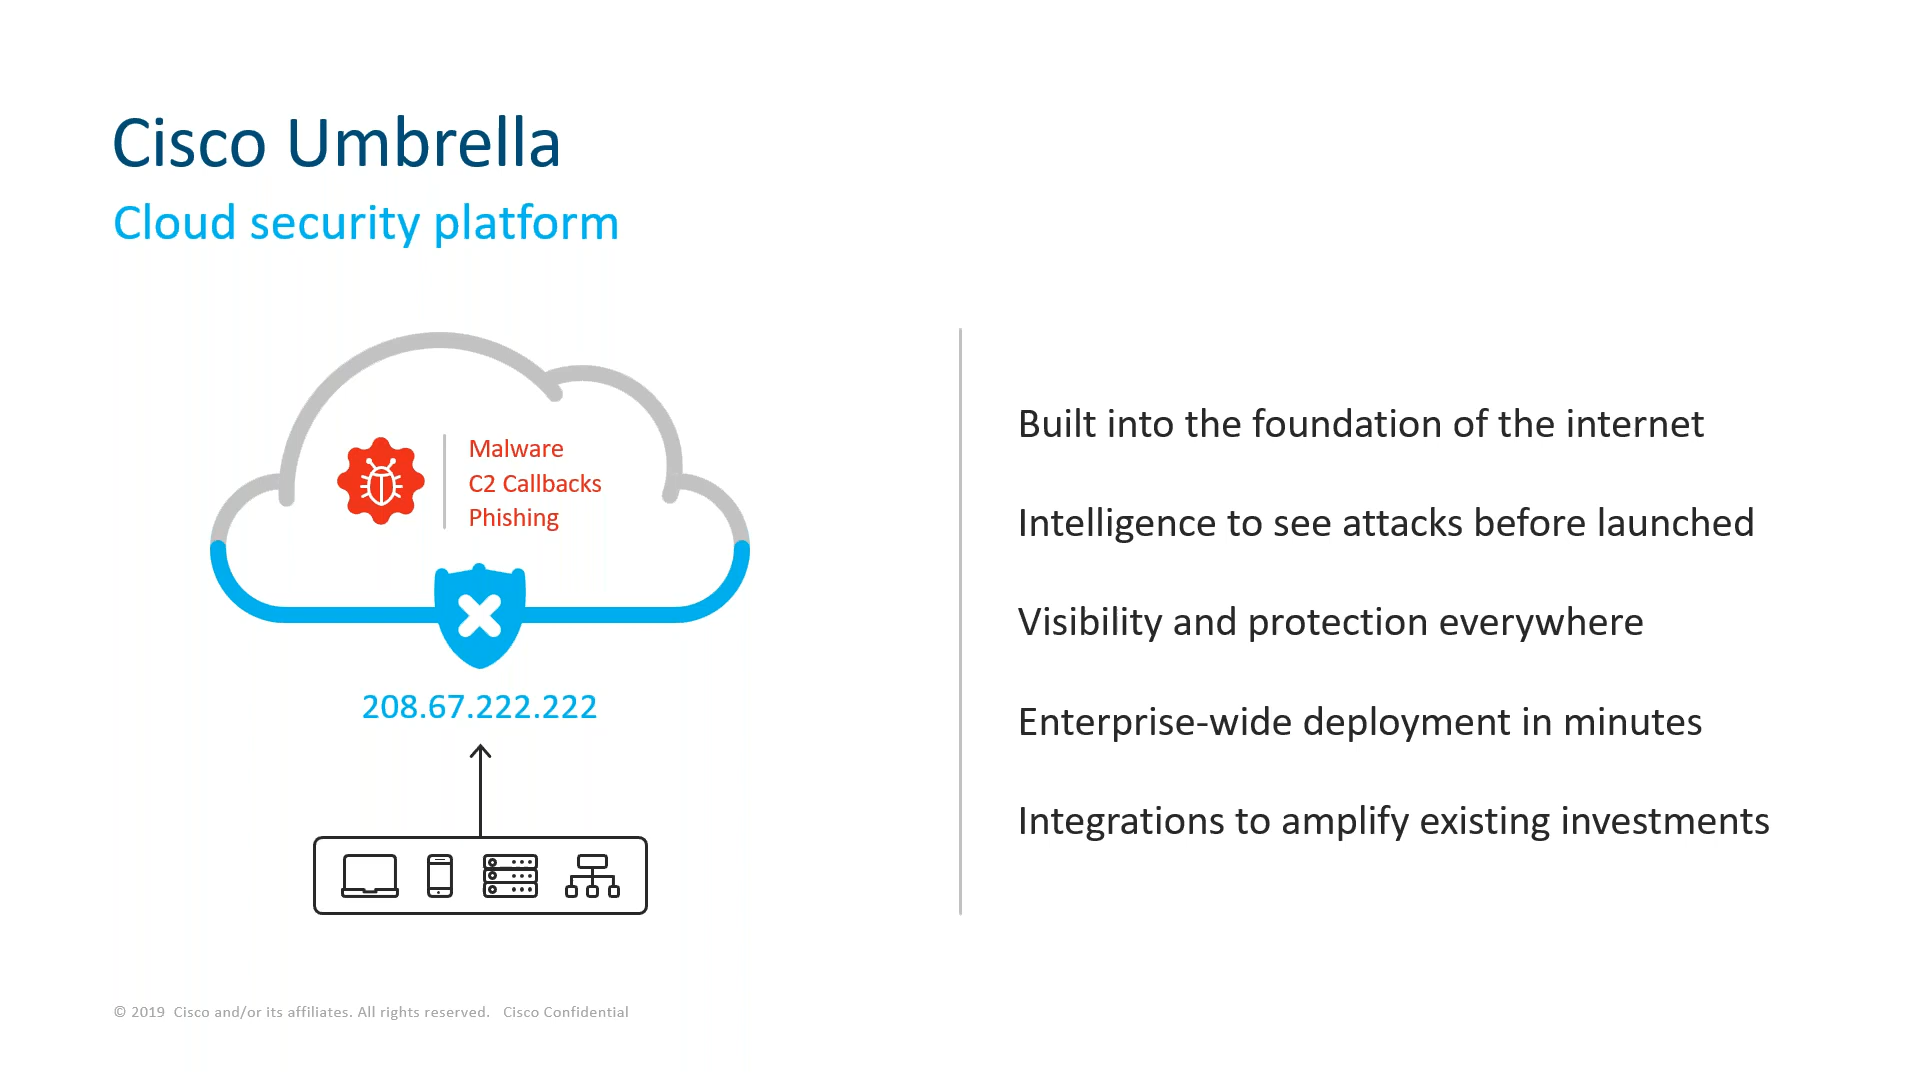 Cisco Umbrella
Cloud security platform
Malware
C2 Callbacks
Phishing
208.67.222.222
Built into the foundation of the internet
Intelligence to see attacks before launched
Visibility and protection everywhere
Enterprise-wide deployment in minutes
Integrations to amplify existing investments
© 2019 Cisco and/or its affiliates. All rights reserved. Cisco Confidential